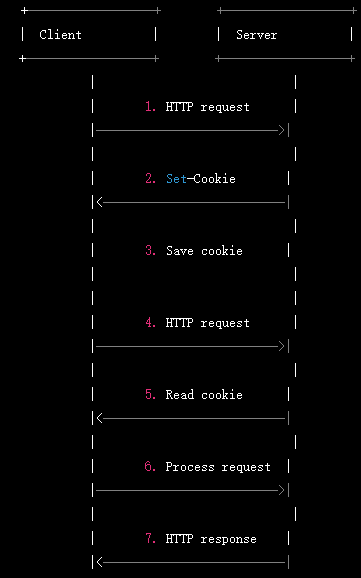 Client Server
1. HTTP request
2. Set-Cookie
3. Save cookie
4. HTTP request
5. Read cookie
6. Process request
7. HTTP response